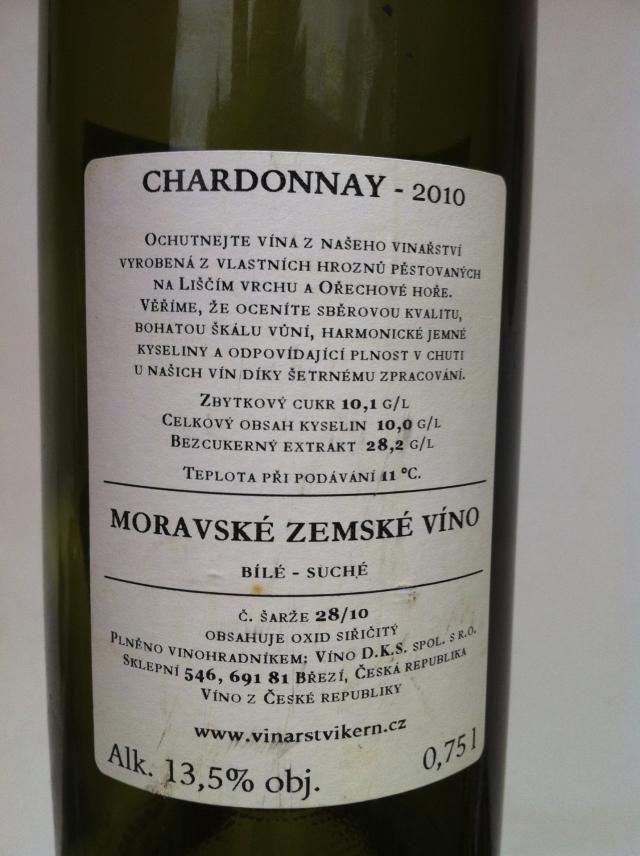 CHARDONNAY - 2010
OCHUTNEJTE VÍNA Z NAŠEHO VINAŘSTVÍ
VYROBENÁ Z VLASTNÍCH HROZNŮ PĚSTOVANÝCH
NA LIŠČÍM VRCHU A OŘECHOVÉ HOŘE.
VĚŘÍME, ŽE OCENÍTE SBĚROVOU KVALITU,
BOHATOU ŠKÁLU VŮNÍ, HARMONICKÉ JEMNÉ
KYSELINY A ODPOVÍDAJÍCÍ PLNOST V CHUTI
U NAŠICH VÍN DÍKY ŠETRNÉMU ZPRACOVÁNÍ.
ZBYTKOVÝ CUKR 10,1 G/L
CELKOVÝ OBSAH KYSELIN 10,0 G/L
BEZCUKERNÝ EXTRAKT 28,2 G/L
TEPLOTA PŘI PODÁVÁNÍ 11 °C.
MORAVSKÉ ZEMSKÉ VÍNO
BÍLÉ - SUCHÉ
Č. ŠARŽE 28/10
OBSAHUJE OXID SIŘIČITÝ
PLNĚNO VINOHRADNÍKEM: VÍNO D.K.S. SPOL. S R.O.
SKLEPNÍ 546, 691 81 BŘEZÍ, ČESKÁ REPUBLIKA
VÍNO Z ČESKÉ REPUBLIKY
www.vinarstvikern.cz
Alk. 13,5% obj. 0,75 l